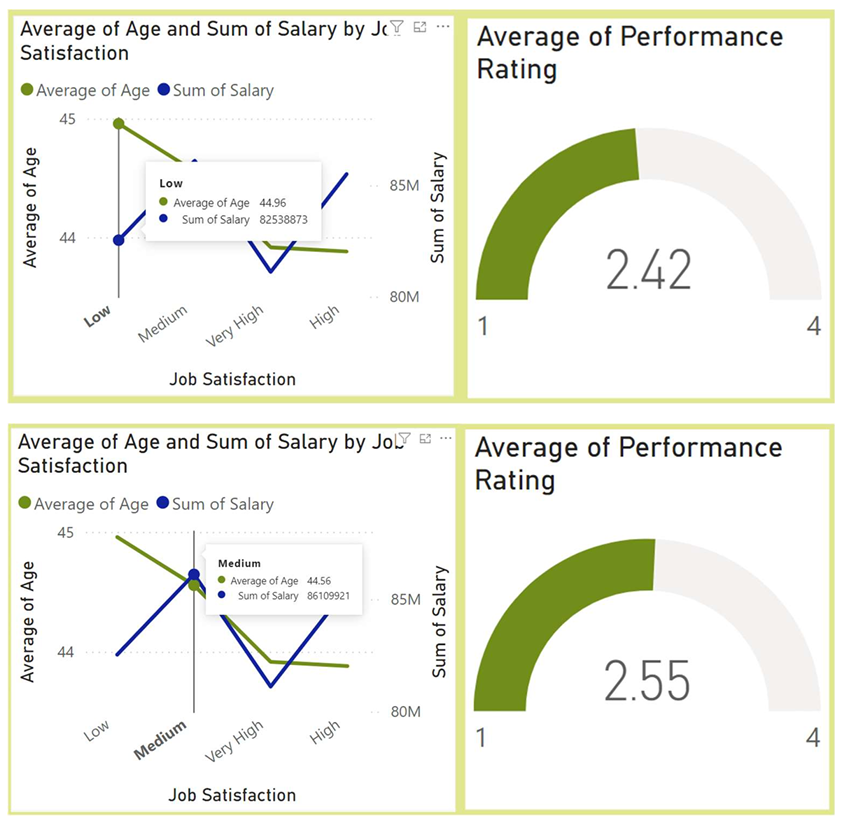 Average of Age and Sum of Salary by Jo
Satisfaction
Average of Age Sum of Salary
45
44
Average of Age
Low
Average of Age 44.96
Sum of Salary 82538873
85M
80M
Sum of Salary
Low
Medium
Very High
High
Job Satisfaction
Average of Performance
Rating
2.42
1
4
Average of Age and Sum of Salary by Job
Satisfaction
Average of Age Sum of Salary
45
44
Average of Age
Medium
Average of Age 44.56
Sum of Salary 86109921
85M
80M
Sum of Salary
Low
Medium
Very High
High
Job Satisfaction
Average of Performance
Rating
2.55
1
4